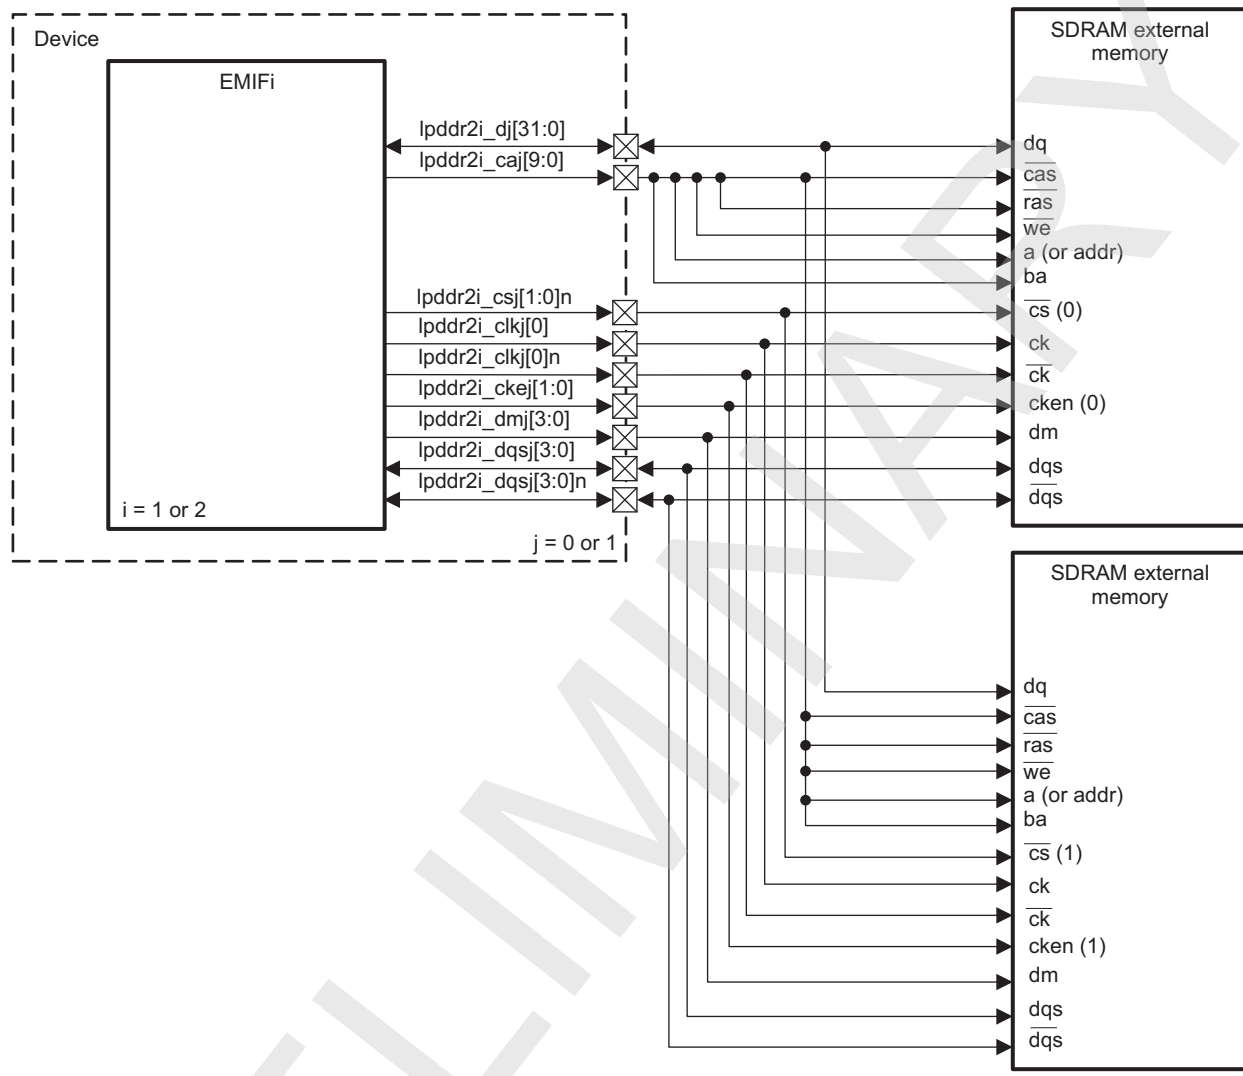 Device
EMIFi
lpddr2i_dj[31:0]
lpddr2i_caj[9:0]
lpddr2i_csj[1:0]n
lpddr2i_clkj[0]
lpddr2i_clkj[0]n
lpddr2i_ckej[1:0]
lpddr2i_dmj[3:0]
lpddr2i_dqsj[3:0]
lpddr2i_dqsj[3:0]n
i = 1 or 2
j = 0 or 1
SDRAM external
memory
dq
cas
ras
we
a (or addr)
ba
cs (0)
ck
ck
cken (0)
dm
dqs
dqs
SDRAM external
memory
dq
cas
ras
we
a (or addr)
ba
cs (1)
ck
ck
cken (1)
dm
dqs
dqs
ELIMINARY